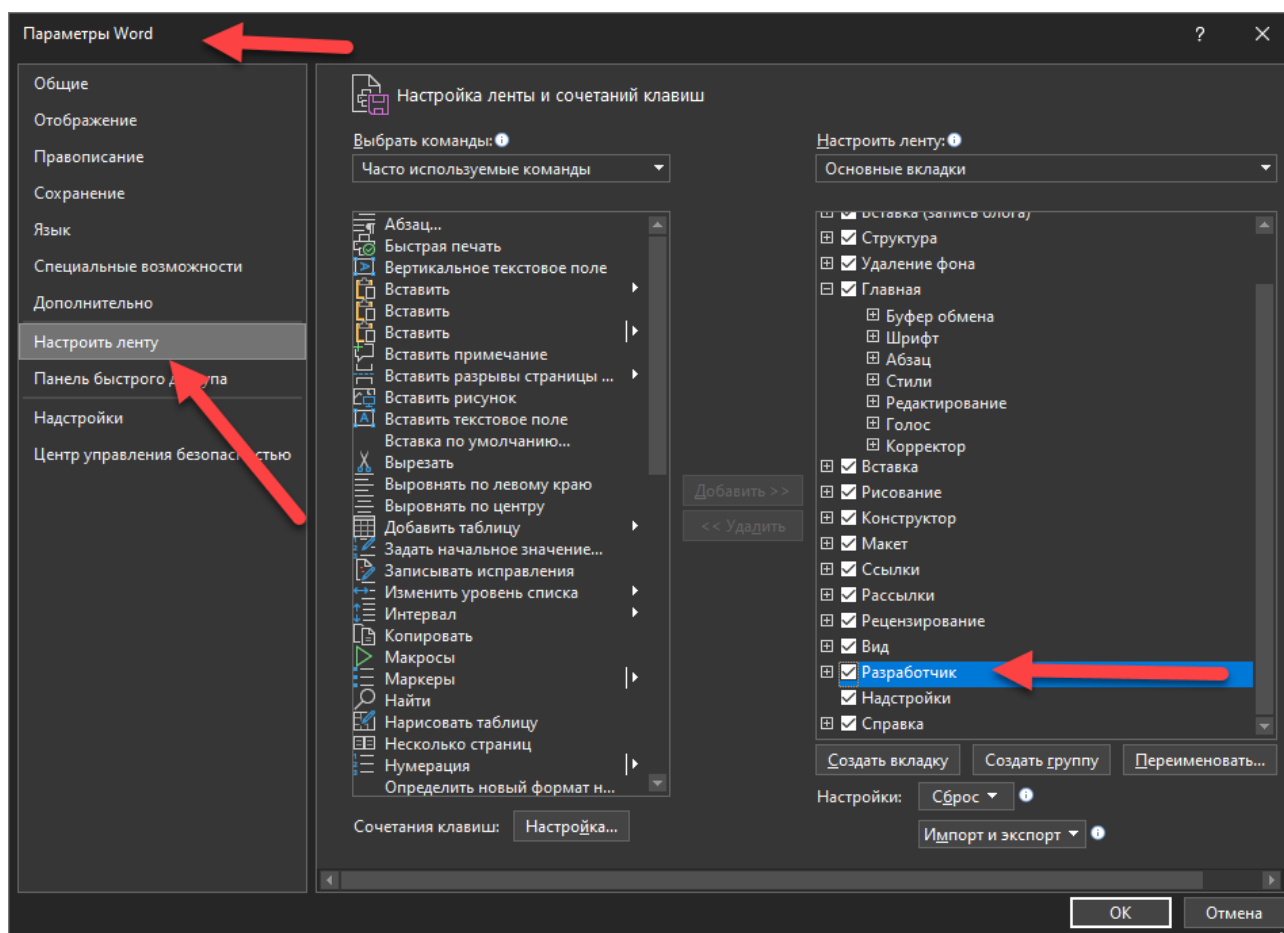 Параметры Word
?
Общие
Отображение
Правописание
Сохранение
Язык
Специальные возможности
Дополнительно
Настроить ленту
Панель быстрого
Надстройки
Центр управления
Настройка ленты и сочетаний клавиш
Выбрать команды:
Часто используемые команды
Абзац...
Быстрая печать
Вертикальное текстовое поле
Вставить
Вставить
Вставить
Вставить примечание
Вставить разрывы страницы ...
Вставить рисунок
Вставить текстовое поле
Вставка по умолчанию...
Вырезать
Выровнять по левому краю
Выровнять по центру
Добавить таблицу
Задать начальное значение...
Записывать исправления
Изменить уровень списка
Интервал
Копировать
Макросы
Маркеры
Найти
Нарисовать таблицу
Несколько страниц
Нумерация
Определить новый формат н...
Сочетания клавиш: Настройка...
Добавить >>
<< Удалить
Настроить ленту:
Основные вкладки
Вставка (запись блога)
Структура
Удаление фона
Главная
Буфер обмена
Шрифт
Абзац
Стили
Редактирование
Голос
Корректор
Вставка
Рисование
Конструктор
Макет
Ссылки
Рассылки
Рецензирование
Вид
Разработчик
Надстройки
Справка
Создать вкладку Создать группу Переименовать...
Настройки: Сброс
Импорт и экспорт
ОК Отмена